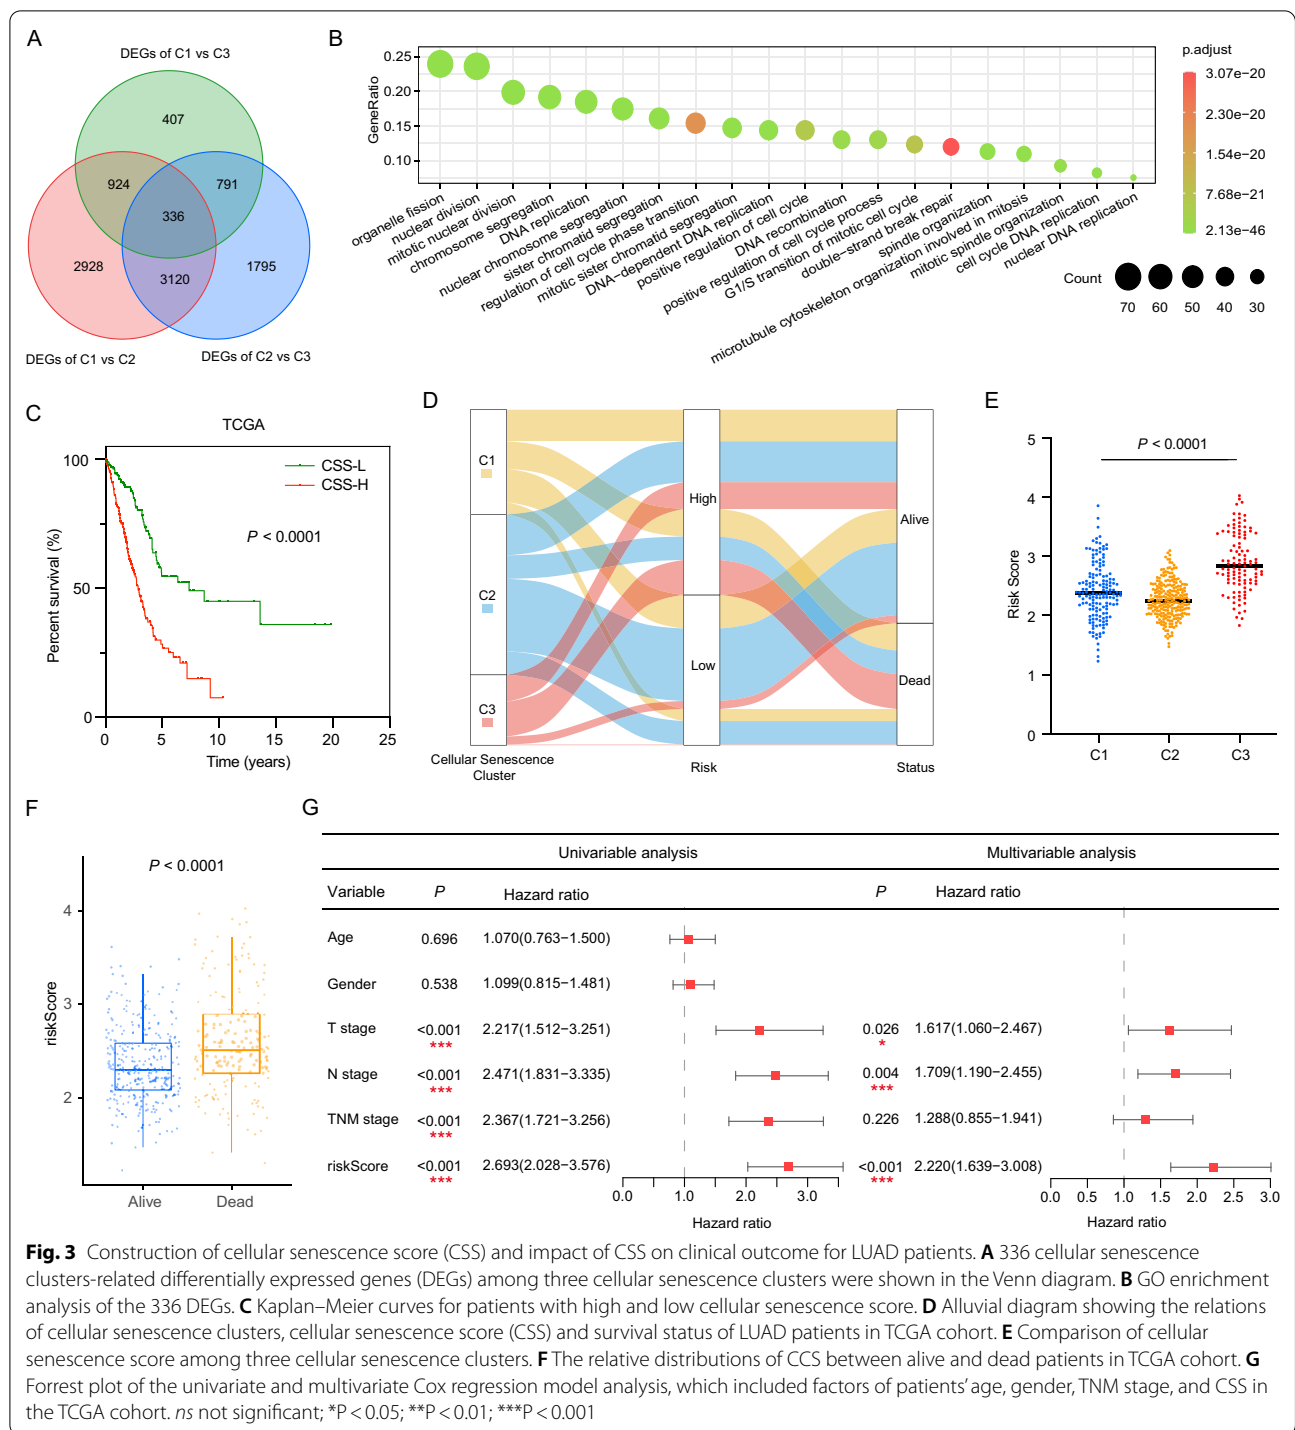 A
DEGs of C1 vs C3
407
924
791
336
2928
3120
1795
DEGs of C1 vs C2
DEGs of C2 vs C3
B
GeneRatio
0.25
0.20
0.15
0.10
organelle fission
nuclear division
mitotic nuclear division
chromosome segregation
DNA replication
nuclear chromosome segregation
sister chromatid segregation
regulation of cell cycle phase transition
mitotic sister chromatid segregation
DNA−dependent DNA replication
positive regulation of cell cycle
DNA recombination
positive regulation of cell cycle process
G1/S transition of mitotic cell cycle
double−strand break repair
spindle organization
microtubule cytoskeleton organization involved in mitosis
mitotic spindle organization
cell cycle DNA replication
nuclear DNA replication
p.adjust
3.07e−20
2.30e−20
1.54e−20
7.68e−21
2.13e−46
Count
70 60 50 40 30
C
TCGA
CSS-L
CSS-H
P < 0.0001
Percent survival (%)
100
50
0
0 5 10 15 20 25
Time (years)
D
C1
C2
C3
High
Low
Alive
Dead
Cellular Senescence
Cluster
Risk
Status
E
P < 0.0001
Risk Score
5
4
3
2
1
0
C1 C2 C3
F
P < 0.0001
riskScore
4
3
2
Alive Dead
G
Univariable analysis Multivariable analysis
Variable P Hazard ratio P Hazard ratio
Age 0.696 1.070(0.763−1.500)
Gender 0.538 1.099(0.815−1.481)
T stage <0.001 2.217(1.512−3.251) 0.026 1.617(1.060−2.467)
*** *
N stage <0.001 2.471(1.831−3.335) 0.004 1.709(1.190−2.455)
*** ***
TNM stage <0.001 2.367(1.721−3.256) 0.226 1.288(0.855−1.941)
***
riskScore <0.001 2.693(2.028−3.576) <0.001 2.220(1.639−3.008)
*** ***
0.0 1.0 2.0 3.0
Hazard ratio
0.0 0.5 1.0 1.5 2.0 2.5 3.0
Hazard ratio
Fig. 3 Construction of cellular senescence score (CSS) and impact of CSS on clinical outcome for LUAD patients. A 336 cellular senescence
clusters-related differentially expressed genes (DEGs) among three cellular senescence clusters were shown in the Venn diagram. B GO enrichment
analysis of the 336 DEGs. C Kaplan–Meier curves for patients with high and low cellular senescence score. D Alluvial diagram showing the relations
of cellular senescence clusters, cellular senescence score (CSS) and survival status of LUAD patients in TCGA cohort. E Comparison of cellular
senescence score among three cellular senescence clusters. F The relative distributions of CCS between alive and dead patients in TCGA cohort. G
Forrest plot of the univariate and multivariate Cox regression model analysis, which included factors of patients' age, gender, TNM stage, and CSS in
the TCGA cohort. ns not significant; *P < 0.05; **P < 0.01; ***P < 0.001